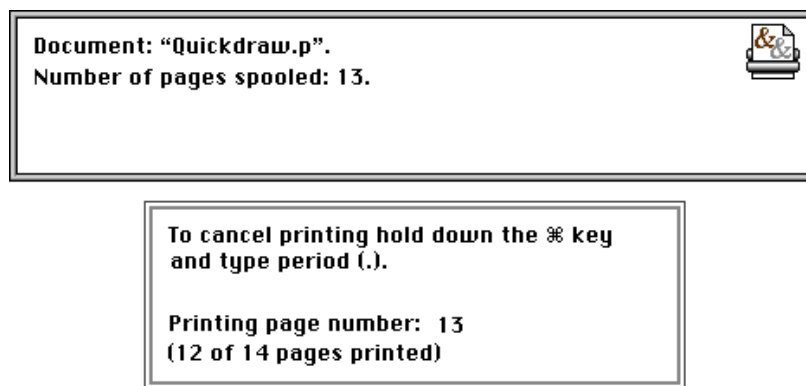 Document: “Quickdraw.p”.
Number of pages spooled: 13.
&&
To cancel printing hold down the ⌘ key
and type period (.).
Printing page number: 13
(12 of 14 pages printed)